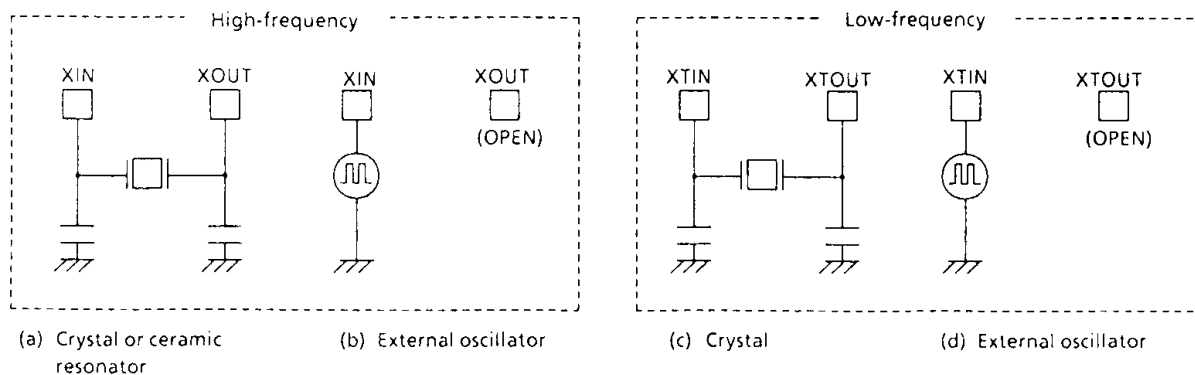 High-frequency
XIN
XOUT
XIN
XOUT
(OPEN)
(a) Crystal or ceramic
resonator
(b) External oscillator
Low-frequency
XTIN
XTOUT
XTIN
XTOUT
(OPEN)
(c) Crystal
(d) External oscillator